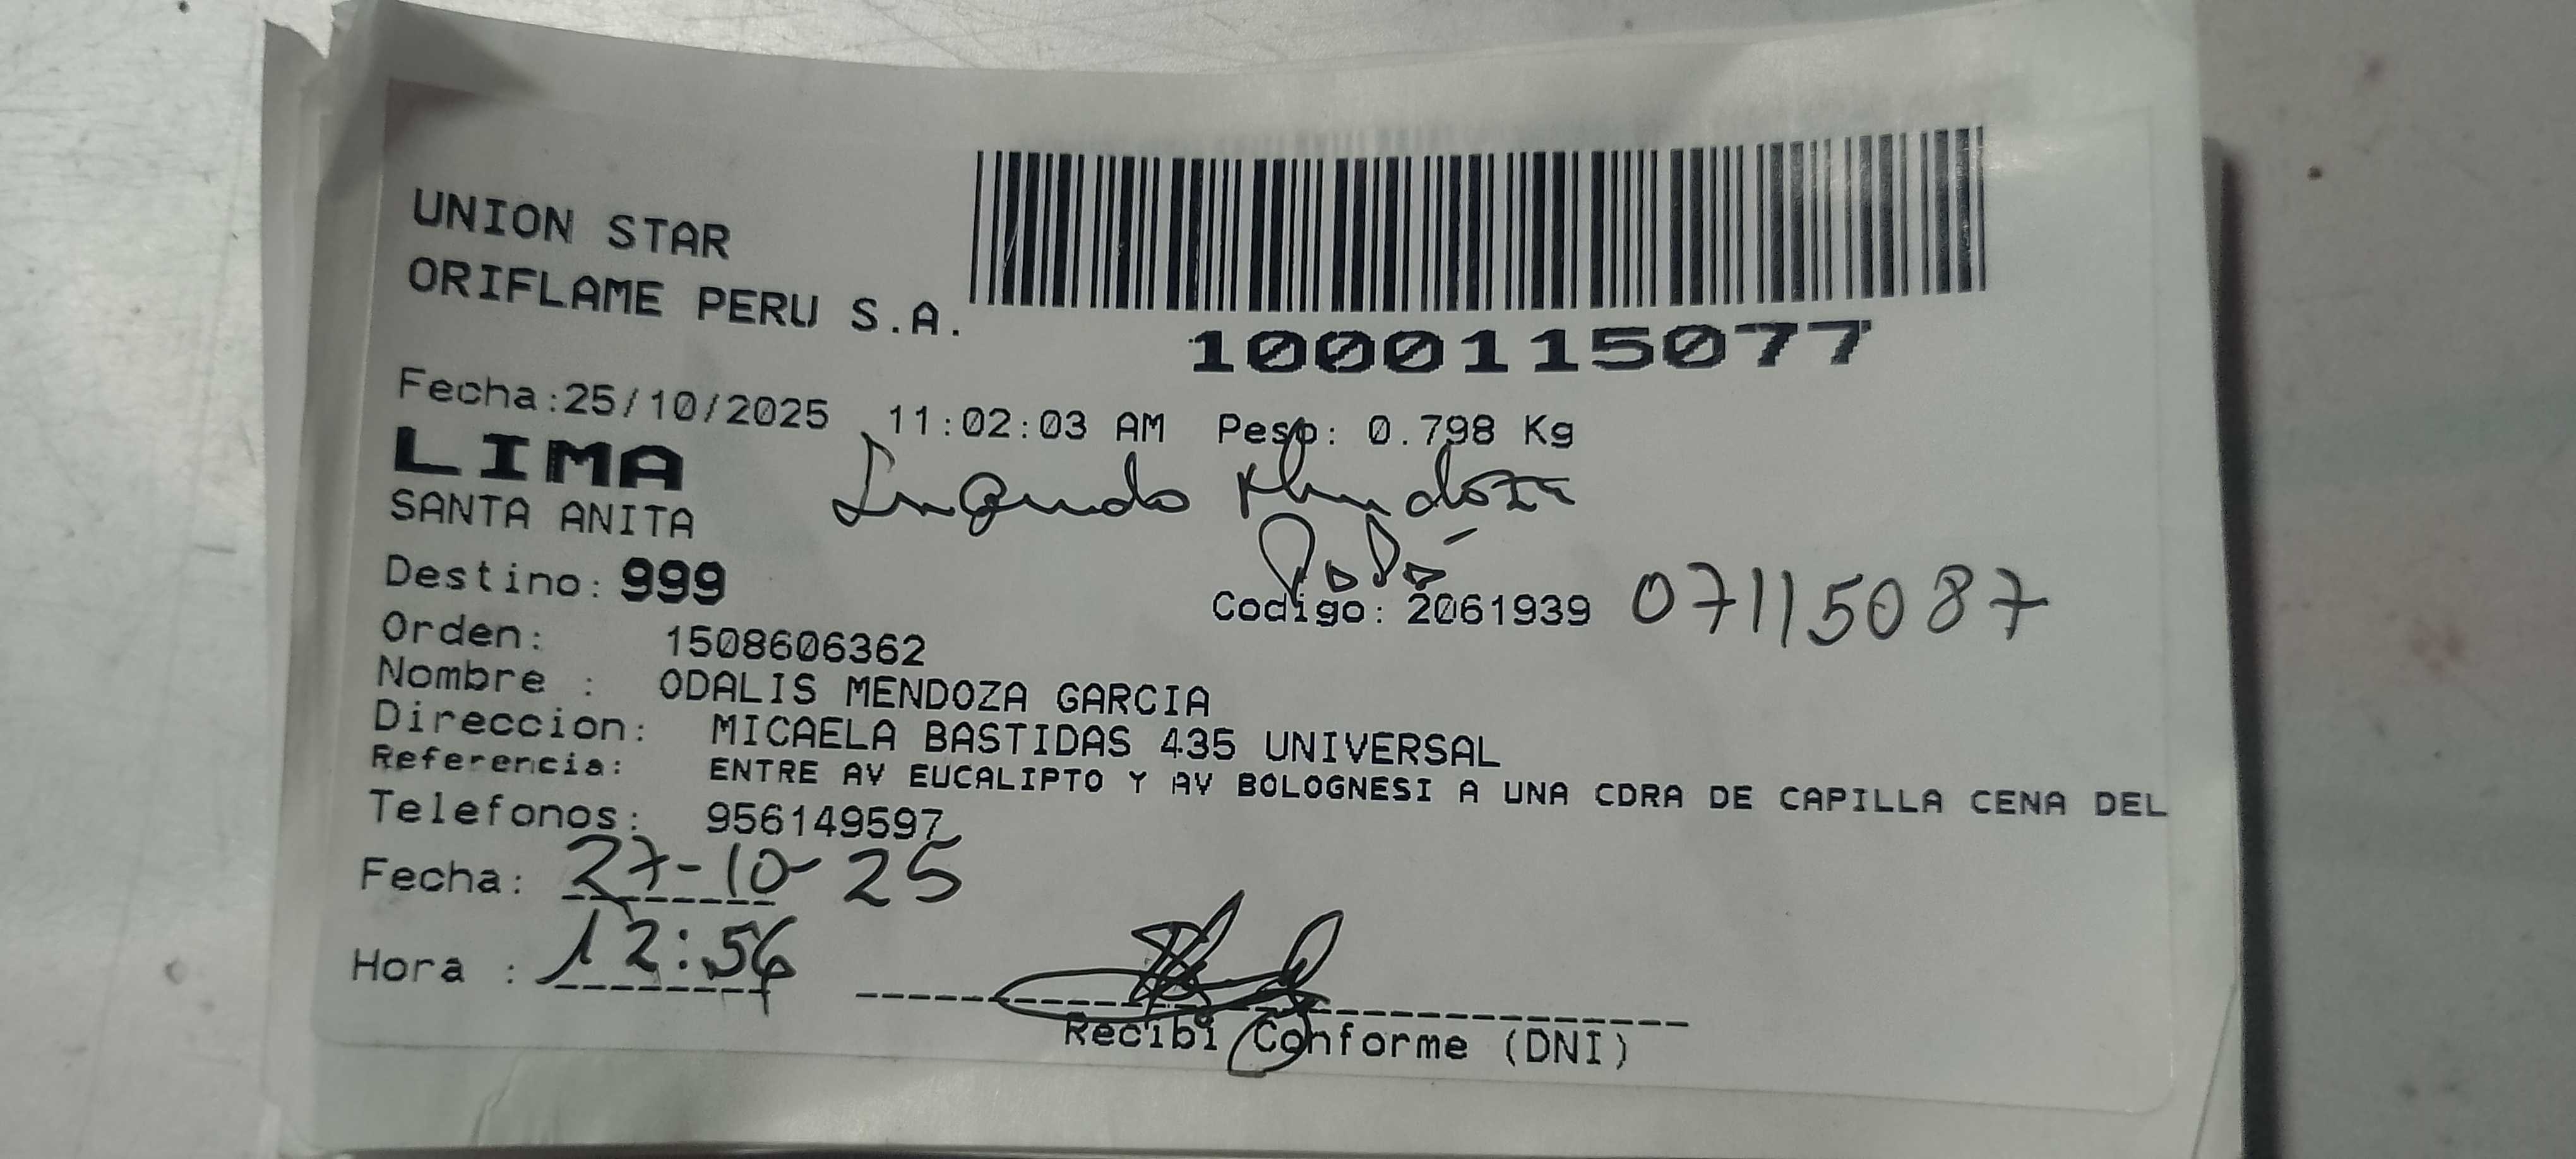 UNION STAR
ORIFLAME PERU S.A.
1000115077
Fecha:25/10/2025 11:02:03 AM Peso: 0.798 Kg
LIMA
Mendoza
SANTA ANITA
Papá
Destino: 999
Codigo: 2061939 07115087
Orden: 1508606362
Nombre : ODALIS MENDOZA GARCIA
Direccion: MICAELA BASTIDAS 435 UNIVERSAL
Referencia: ENTRE AV EUCALIPTO Y AV BOLOGNESI A UNA CDRA DE CAPILLA CENA DEL
Telefonos: 956149597
Fecha: 27-10-25
Hora : 12:56
Recibi Conforme (DNI)